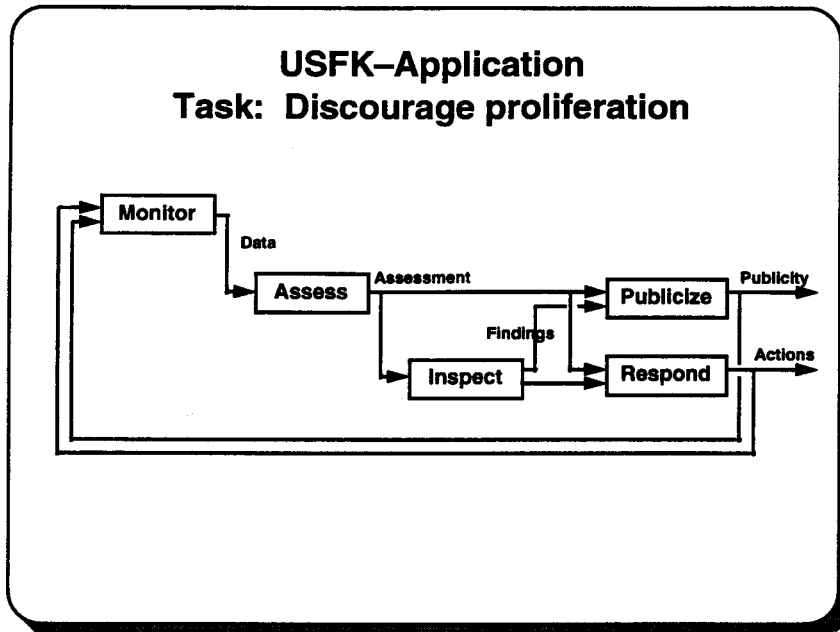 USFK–Application
Task: Discourage proliferation
Monitor
Data
Assess
Assessment
Publicize
Publicity
Findings
Inspect
Respond
Actions